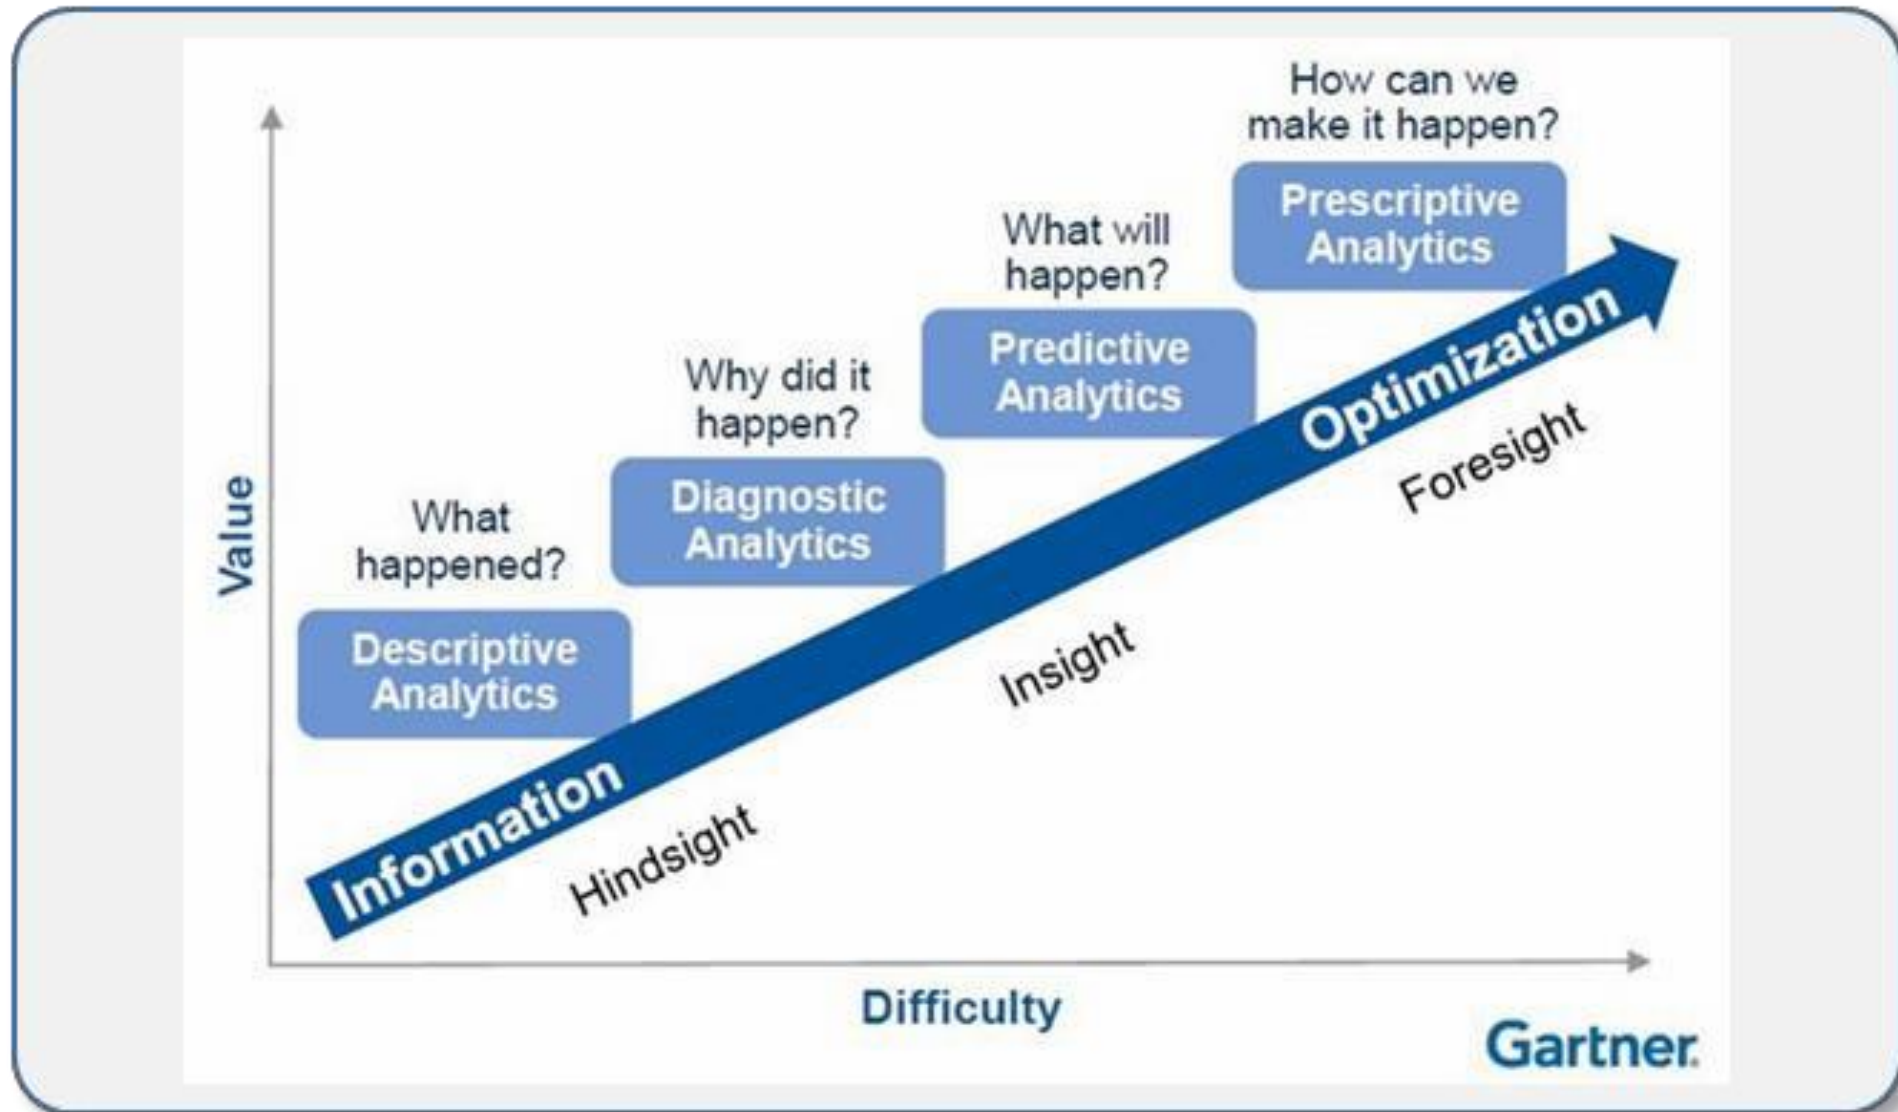 How can we
make it happen?
Prescriptive
Analytics
What will
happen?
Predictive
Analytics
Why did it
happen?
Diagnostic
Analytics
What
happened?
Descriptive
Analytics
Value
Information
Optimization
Hindsight
Insight
Foresight
Difficulty
Gartner.